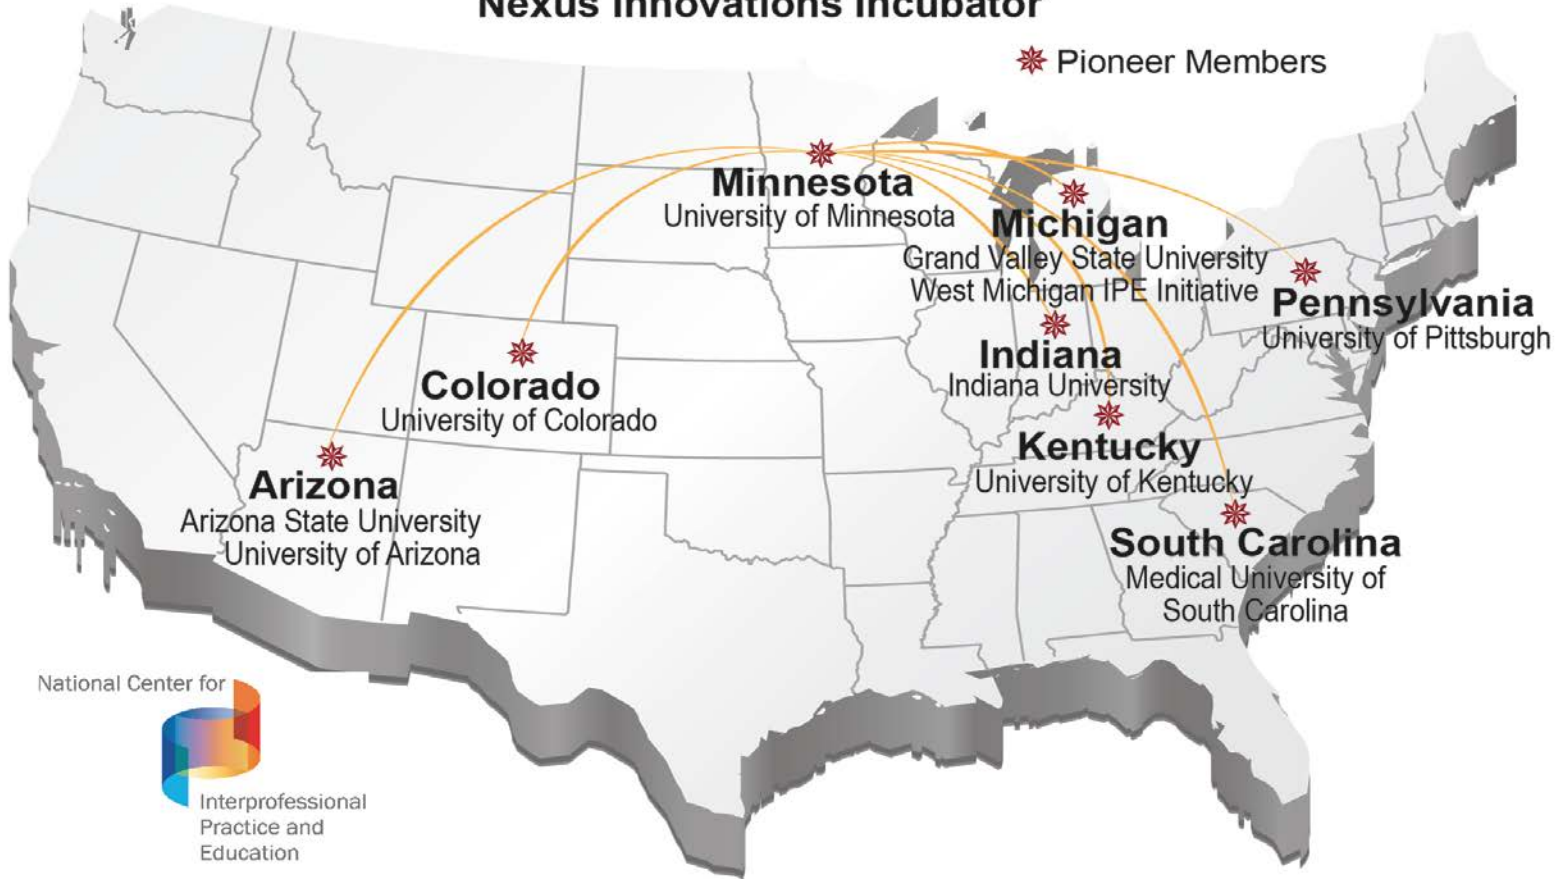 Nexus Innovations Incubator
Pioneer Members
Minnesota
University of Minnesota
Michigan
Grand Valley State University
West Michigan IPE Initiative
Pennsylvania
University of Pittsburgh
Indiana
Indiana University
Colorado
University of Colorado
Kentucky
University of Kentucky
Arizona
Arizona State University
University of Arizona
South Carolina
Medical University of
South Carolina
National Center for
Interprofessional
Practice and
Education